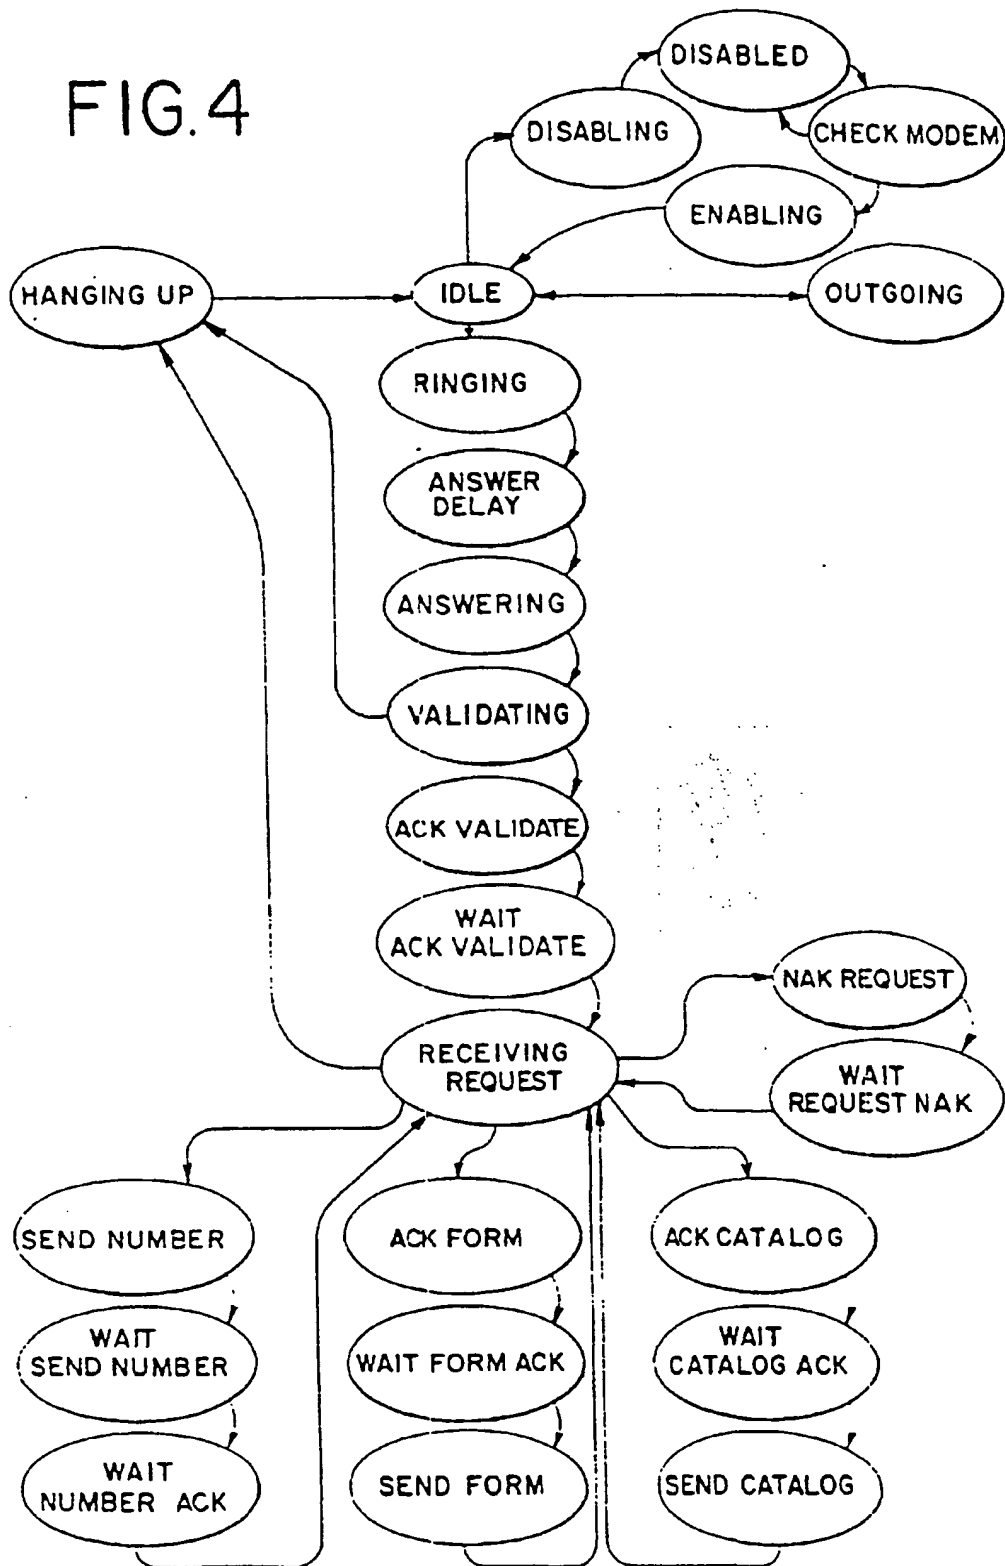 FIG. 4
DISABLED
DISABLING
CHECK MODEM
ENABLING
HANGING UP
IDLE
OUTGOING
RINGING
ANSWER
DELAY
ANSWERING
VALIDATING
ACK VALIDATE
WAIT
ACK VALIDATE
NAK REQUEST
RECEIVING
REQUEST
WAIT
REQUEST NAK
SEND NUMBER
ACK FORM
ACK CATALOG
WAIT
SEND NUMBER
WAIT FORM ACK
WAIT
CATALOG ACK
WAIT
NUMBER ACK
SEND FORM
SEND CATALOG